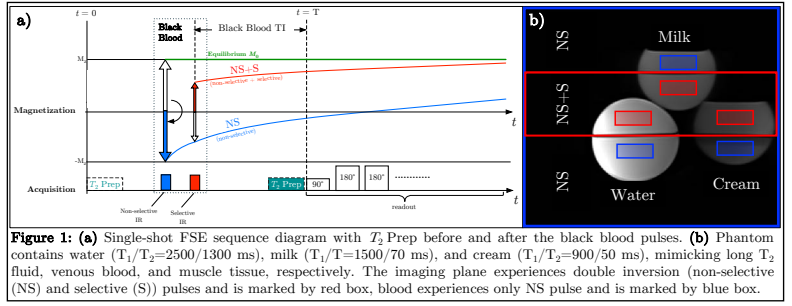 a)
t = 0
Black
Blood
Black Blood TI
t = T
Equilibrium M₀
M₀
NS+S
(non-selective + selective)
Magnetization
t
NS
(non-selective)
-M₀
T₂ Prep
T₂ Prep
90°
180°
180°
Acquisition
t
Non-selective
IR
Selective
IR
readout
b)
NS
NS+S
NS
Milk
Water
Cream
Figure 1: (a) Single-shot FSE sequence diagram with T₂ Prep before and after the black blood pulses. (b) Phantom
contains water (T₁/T₂=2500/1300 ms), milk (T₁/T=1500/70 ms), and cream (T₁/T₂=900/50 ms), mimicking long T₂
fluid, venous blood, and muscle tissue, respectively. The imaging plane experiences double inversion (non-selective
(NS) and selective (S)) pulses and is marked by red box, blood experiences only NS pulse and is marked by blue box.